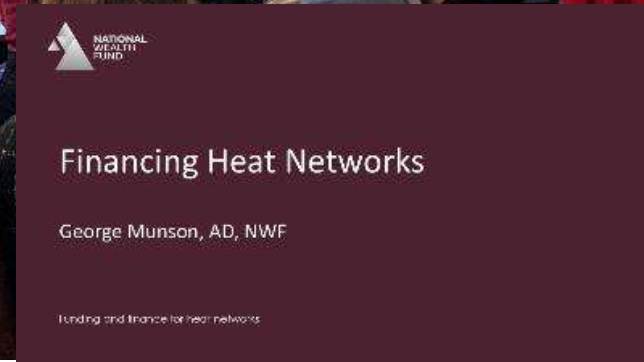 NATIONAL
WEALTH
FUND
Financing Heat Networks
George Munson, AD, NWF
Funding and finance for heat networks